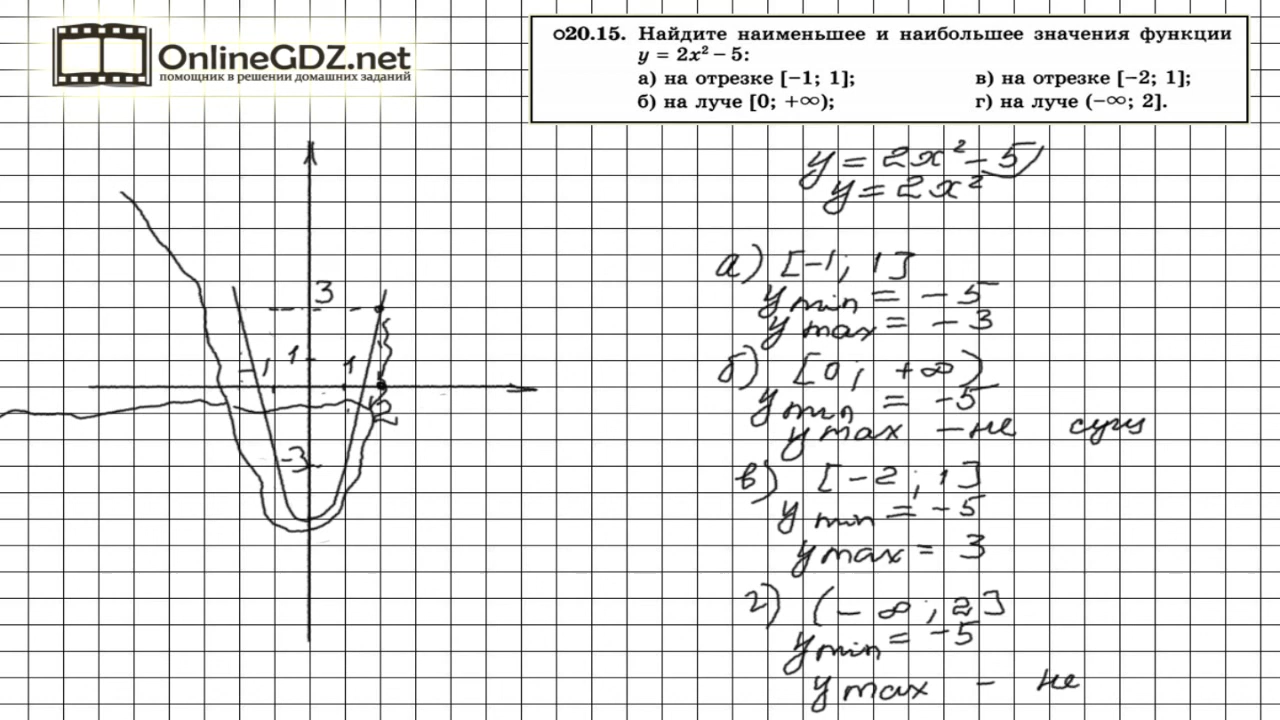 OnlineGDZ.net
помощник в решении домашних заданий
20.15. Найдите наименьшее и наибольшее значения функции
y = 2x² – 5:
а) на отрезке [–1; 1];
в) на отрезке [–2; 1];
б) на луче [0; +∞);
г) на луче (–∞; 2].
y = 2x² – 5
y = 2x²
а) [-1; 1]
y min = -5
y max = -3
б) [0; +∞)
y min = -5
y max – не сущ
в) [-2; 1]
y min = -5
y max = 3
г) (-∞; 2]
y min = -5
y max – не
3
1
-1
1
2
-3